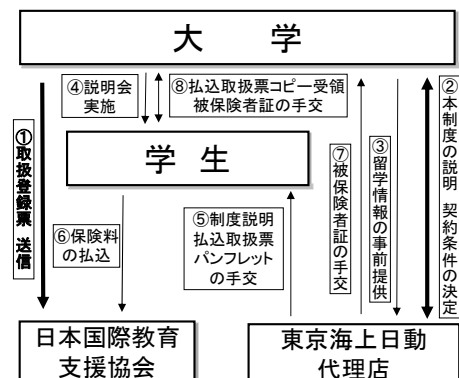 大　学
④説明会
実施
⑧払込取扱票コピー受領
被保険者証の手交
②本制度の説明 契約条件の決定
①取扱登録票 送信
学 生
⑦被保険者証の手交
③留学情報の事前提供
⑥保険料
の払込
⑤制度説明
払込取扱票
パンフレット
の手交
日本国際教育
支援協会
東京海上日動
代理店